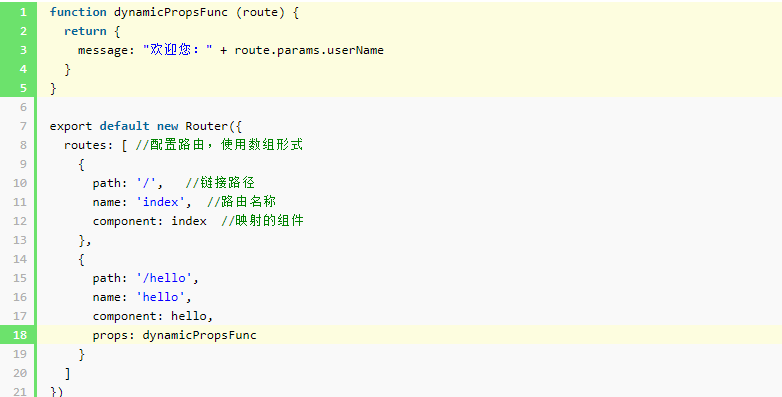 1 function dynamicPropsFunc (route) {
2   return {
3     message: "欢迎您：" + route.params.userName
4   }
5 }
6
7 export default new Router({
8   routes: [ //配置路由，使用数组形式
9     {
10       path: '/',   //链接路径
11       name: 'index',  //路由名称
12       component: index  //映射的组件
13     },
14     {
15       path: '/hello',
16       name: 'hello',
17       component: hello,
18       props: dynamicPropsFunc
19     }
20   ]
21 })